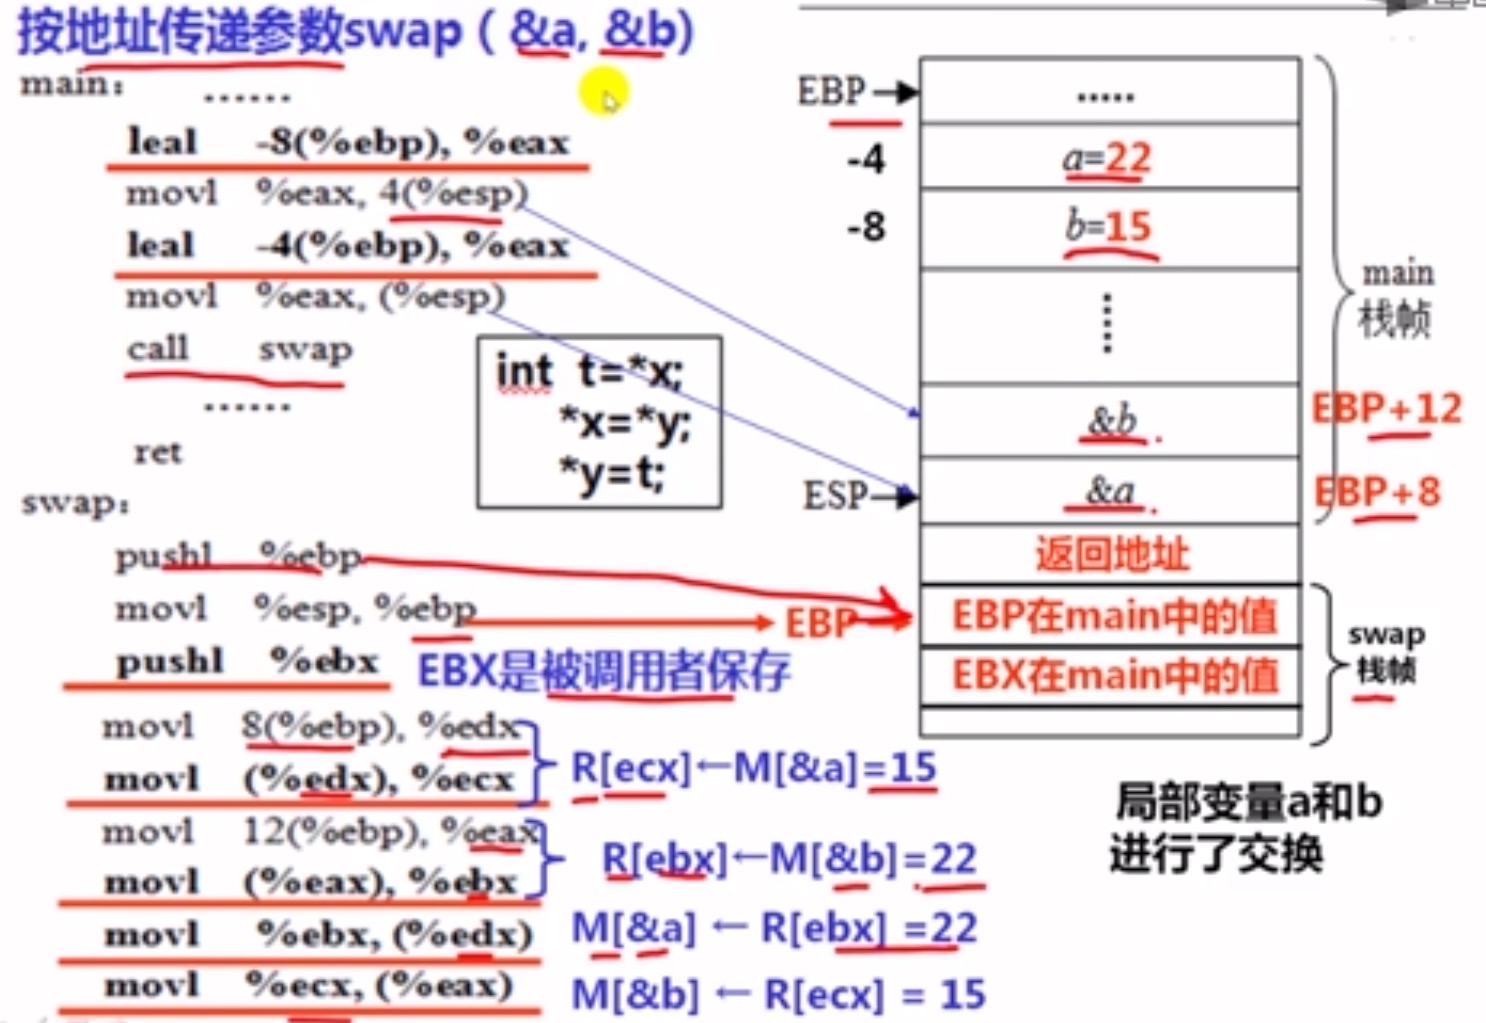 按地址传递参数swap（&a, &b)
main：
......
leal -8(%ebp), %eax
movl %eax, 4(%esp)
leal -4(%ebp), %eax
movl %eax, (%esp)
call swap
......
ret
int t=*x;
*x=*y;
*y=t;
swap：
pushl %ebp
movl %esp, %ebp
pushl %ebx
EBX是被调用者保存
movl 8(%ebp), %edx
movl (%edx), %ecx
R[ecx]←M[&a]=15
movl 12(%ebp), %eax
movl (%eax), %ebx
R[ebx]←M[&b]=22
movl %ebx, (%edx)
M[&a] ← R[ebx] =22
movl %ecx, (%eax)
M[&b] ← R[ecx] = 15
EBP
.....
-4
a=22
-8
b=15
main
栈帧
&b
EBP+12
ESP
&a
EBP+8
返回地址
EBP
EBP在main中的值
EBX在main中的值
swap
栈帧
局部变量a和b
进行了交换